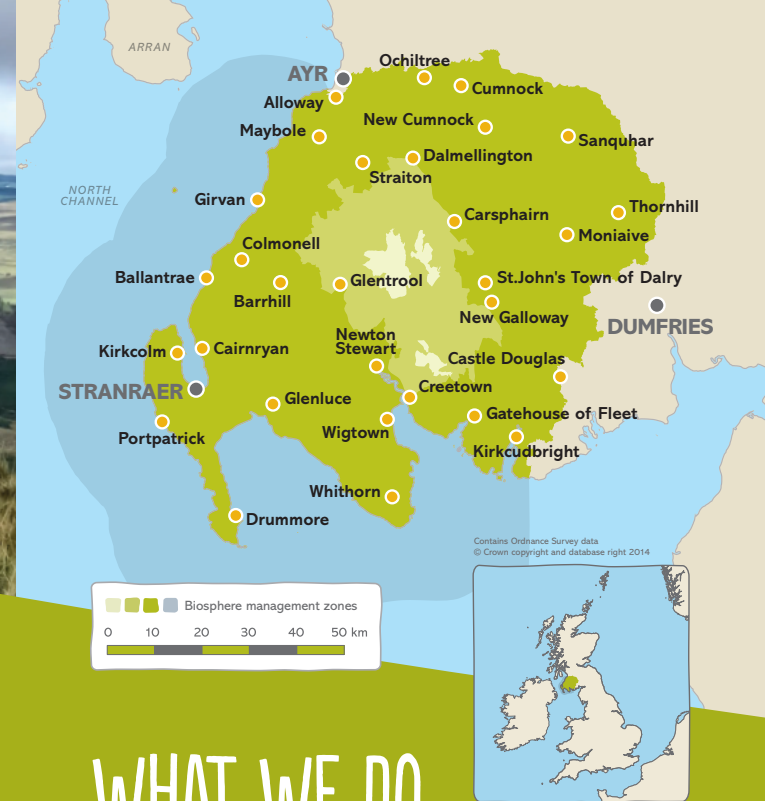 ARRAN
Ochiltree
AYR
Cumnock
Alloway
New Cumnock
Maybole
Sanquhar
Dalmellington
Straiton
NORTH
CHANNEL
Girvan
Thornhill
Carsphairn
Moniaive
Colmonell
Ballantrae
Glentrool
St.John's Town of Dalry
Barrhill
New Galloway
DUMFRIES
Newton
Stewart
Kirkcolm
Cairnryan
Castle Douglas
STRANRAER
Creetown
Glenluce
Gatehouse of Fleet
Wigtown
Portpatrick
Kirkcudbright
Whithorn
Drummore
Contains Ordnance Survey data
© Crown copyright and database right 2014
Biosphere management zones
0 10 20 30 40 50 km
WHAT WE DO